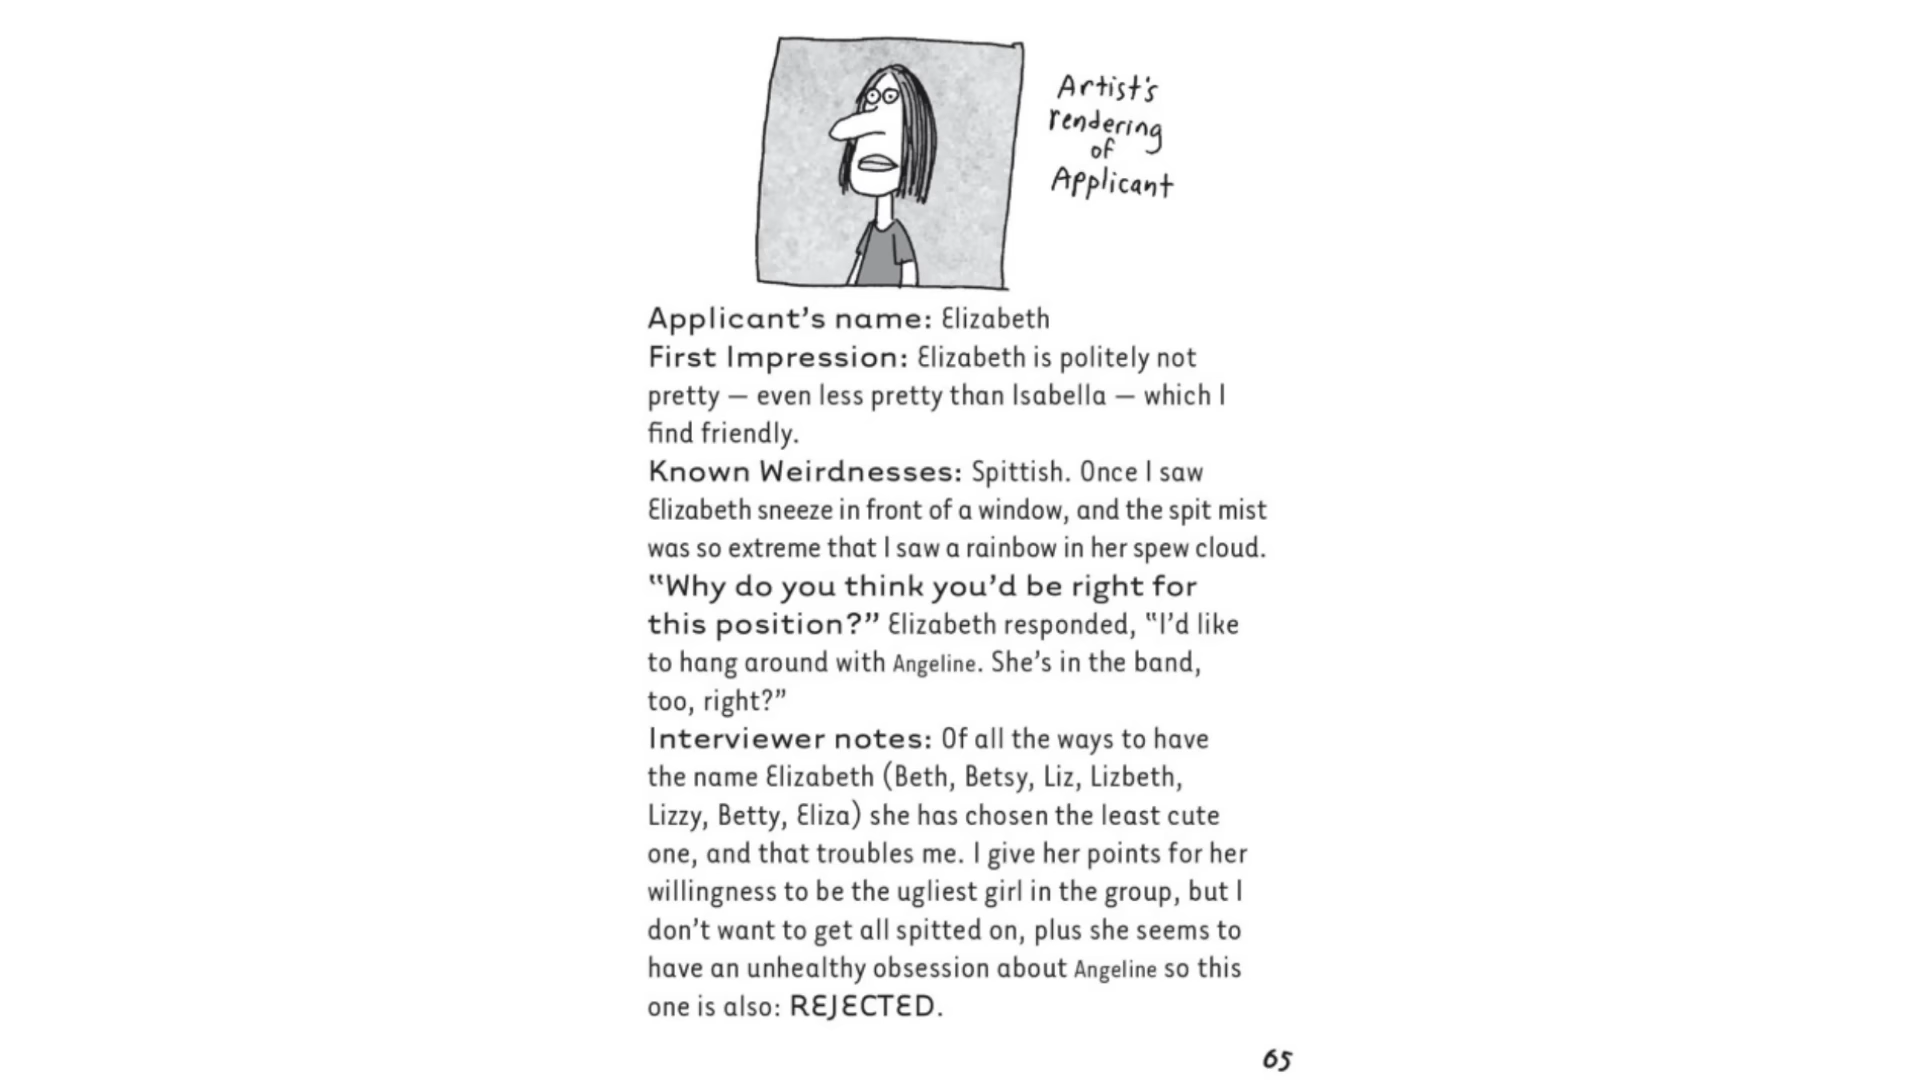 Artist's
rendering
of
Applicant
Applicant's name: Elizabeth
First Impression: Elizabeth is politely not
pretty — even less pretty than Isabella — which I
find friendly.
Known Weirdnesses: Spittish. Once I saw
Elizabeth sneeze in front of a window, and the spit mist
was so extreme that I saw a rainbow in her spew cloud.
“Why do you think you’d be right for
this position?” Elizabeth responded, “I’d like
to hang around with Angeline. She’s in the band,
too, right?”
Interviewer notes: Of all the ways to have
the name Elizabeth (Beth, Betsy, Liz, Lizbeth,
Lizzy, Betty, Eliza) she has chosen the least cute
one, and that troubles me. I give her points for her
willingness to be the ugliest girl in the group, but I
don’t want to get all spitted on, plus she seems to
have an unhealthy obsession about Angeline so this
one is also: REJECTED.
65